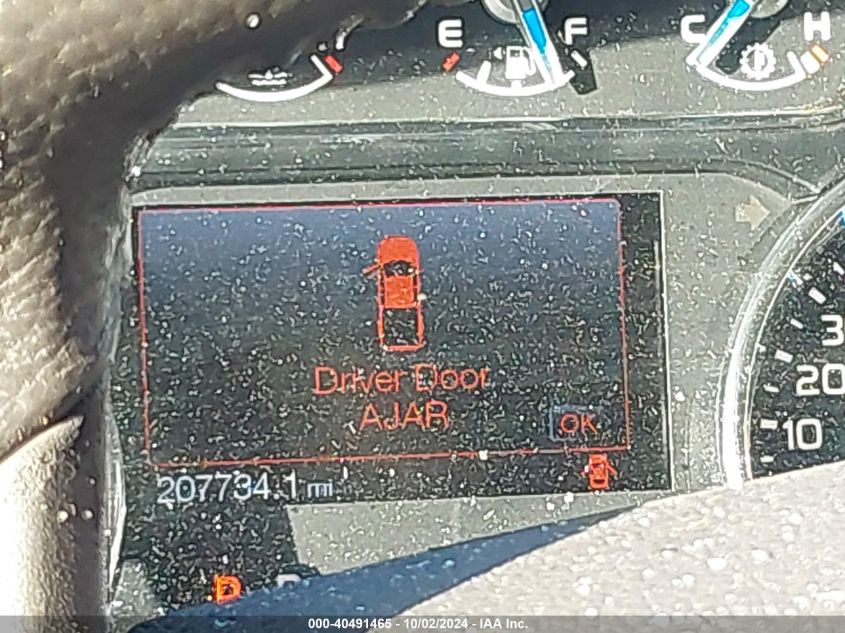 E F C H
Driver Door
AJAR
OK
207734.1 mi
30
20
10
000-40491465 - 10/02/2024 - IAA Inc.